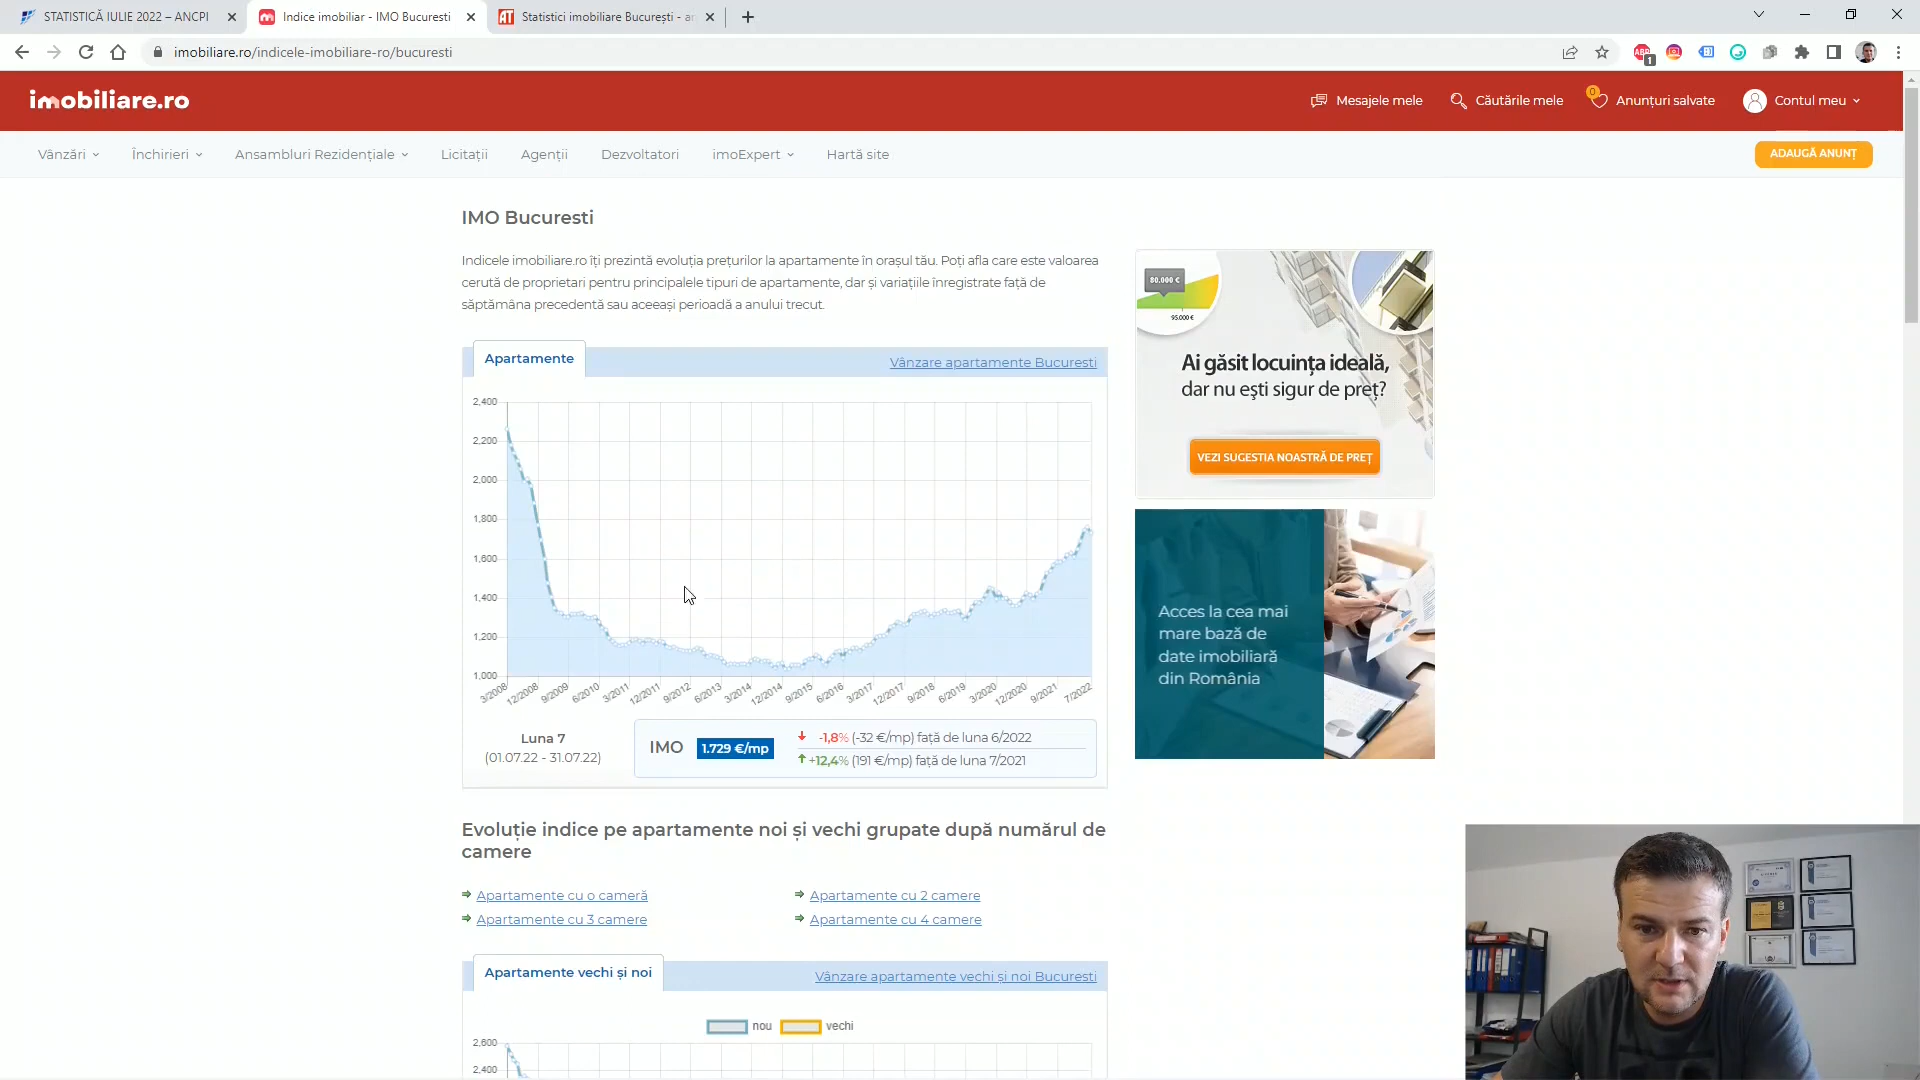 STATISTICĂ IULIE 2022 – ANCPI
Indice imobiliar - IMO Bucuresti
Statistici imobiliare București - a
imobiliare.ro/indicele-imobiliare-ro/bucuresti
1
imobiliare.ro
Mesajele mele
Căutările mele
0
Anunțuri salvate
Contul meu
Vânzări
Închirieri
Ansambluri Rezidențiale
Licitații
Agenții
Dezvoltatori
imoExpert
Hartă site
ADAUGĂ ANUNȚ
IMO Bucuresti
Indicele imobiliare.ro îți prezintă evoluția prețurilor la apartamente în orașul tău. Poți afla care este valoarea
cerută de proprietari pentru principalele tipuri de apartamente, dar și variațiile înregistrate față de
săptămâna precedentă sau aceeași perioadă a anului trecut.
80.000 €
95.000 €
Ai găsit locuința ideală,
dar nu ești sigur de preț?
VEZI SUGESTIA NOASTRĂ DE PREȚ
Apartamente
Vânzare apartamente Bucuresti
2,400
2,200
2,000
1,800
1,600
1,400
1,200
1,000
3/2008
12/2008
9/2009
6/2010
3/2011
12/2011
9/2012
6/2013
3/2014
12/2014
9/2015
6/2016
3/2017
12/2017
9/2018
6/2019
3/2020
12/2020
9/2021
7/2022
Acces la cea mai
mare bază de
date imobiliară
din România
Luna 7
(01.07.22 - 31.07.22)
IMO
1.729 €/mp
-1,8% (-32 €/mp) față de luna 6/2022
+12,4% (191 €/mp) față de luna 7/2021
Evoluție indice pe apartamente noi și vechi grupate după numărul de
camere
Apartamente cu o cameră
Apartamente cu 2 camere
Apartamente cu 3 camere
Apartamente cu 4 camere
Apartamente vechi și noi
Vânzare apartamente vechi și noi Bucuresti
nou
vechi
2,600
2,400